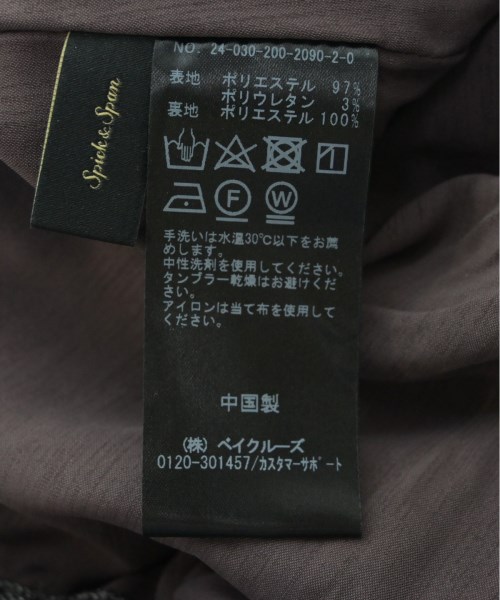 Spick & Span
NO. 24-030-200-2090-2-0
表地 ポリエステル 97%
ポリウレタン 3%
裏地 ポリエステル 100%
F W
手洗いは水温30℃以下をお薦
めします。
中性洗剤を使用してください。
タンブラー乾燥はお避けくださ
い。
アイロンは当て布を使用して
ください。
中国製
(株) ベイクルーズ
0120-301457/カスタマーサポート